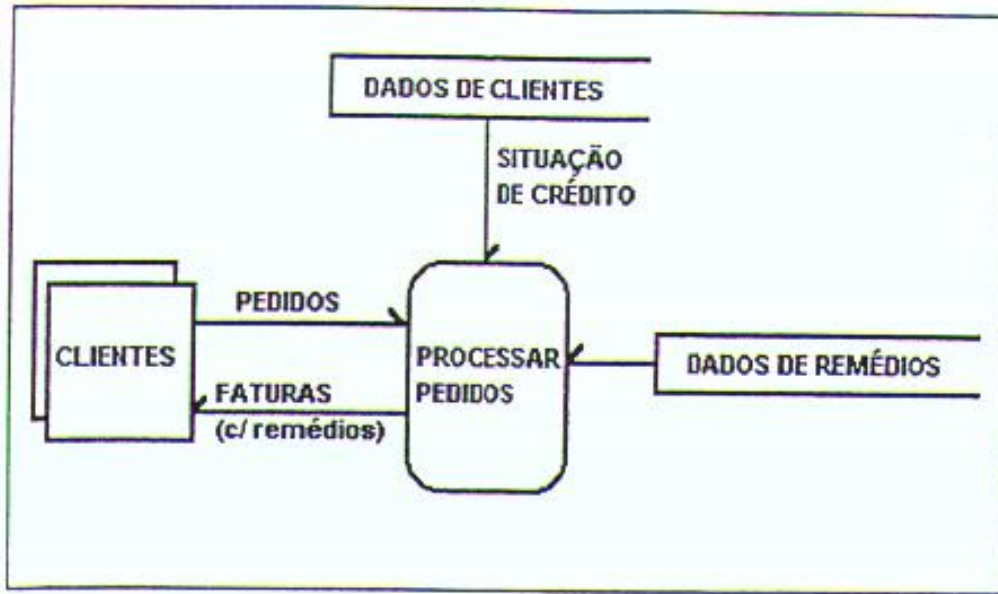 DADOS DE CLIENTES
SITUAÇÃO
DE CRÉDITO
PEDIDOS
CLIENTES
PROCESSAR
PEDIDOS
DADOS DE REMÉDIOS
FATURAS
(c/ remédios)